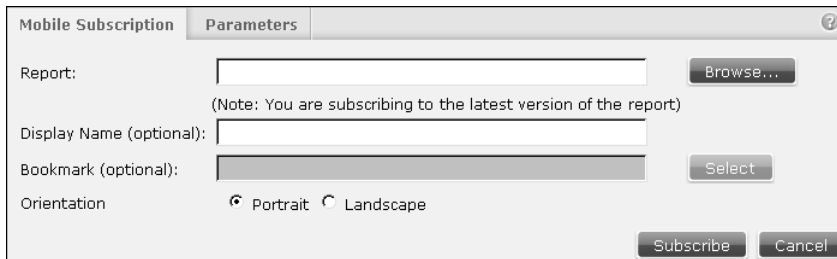 Mobile Subscription Parameters ?
Report: Browse...
(Note: You are subscribing to the latest version of the report)
Display Name (optional):
Bookmark (optional): Select
Orientation Portrait Landscape
Subscribe Cancel